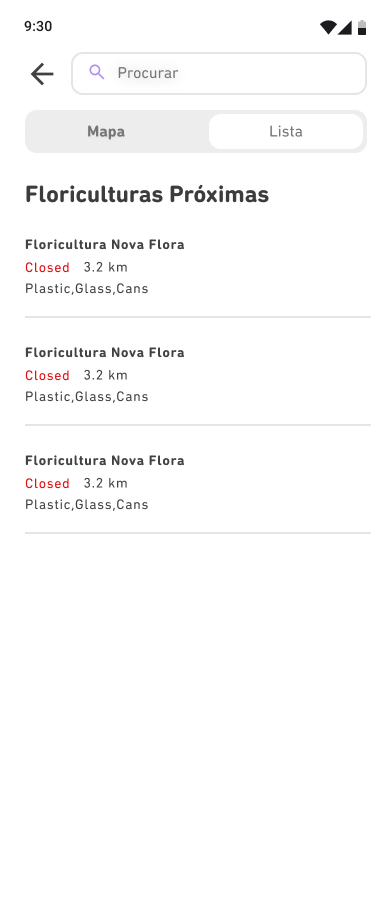 9:30
Procurar
Mapa
Lista
Floriculturas Próximas
Floricultura Nova Flora
Closed 3.2 km
Plastic,Glass,Cans
Floricultura Nova Flora
Closed 3.2 km
Plastic,Glass,Cans
Floricultura Nova Flora
Closed 3.2 km
Plastic,Glass,Cans